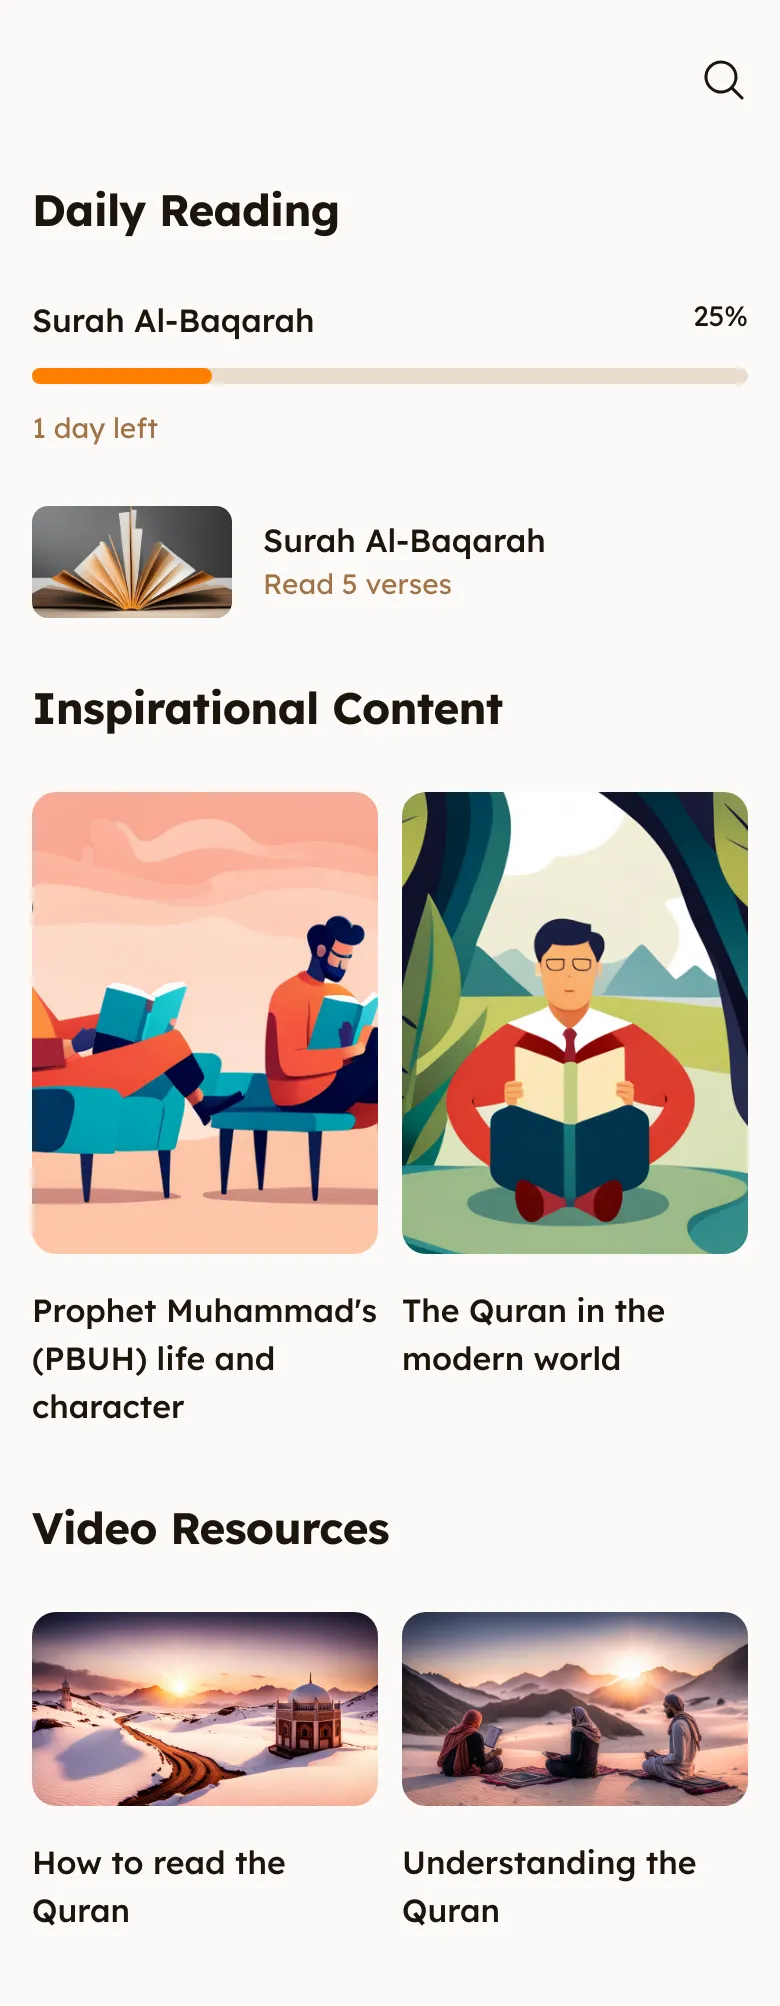 Daily Reading
Surah Al-Baqarah
25%
1 day left
Surah Al-Baqarah
Read 5 verses
Inspirational Content
Prophet Muhammad's
(PBUH) life and
character
The Quran in the
modern world
Video Resources
How to read the
Quran
Understanding the
Quran